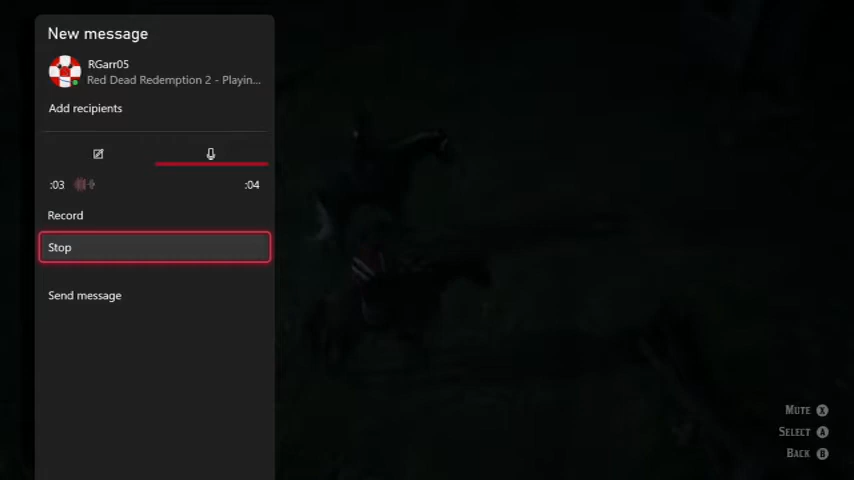 New message
RGarr05
Red Dead Redemption 2 - Playin...
Add recipients
:03
:04
Record
Stop
Send message
MUTE X
SELECT A
BACK B